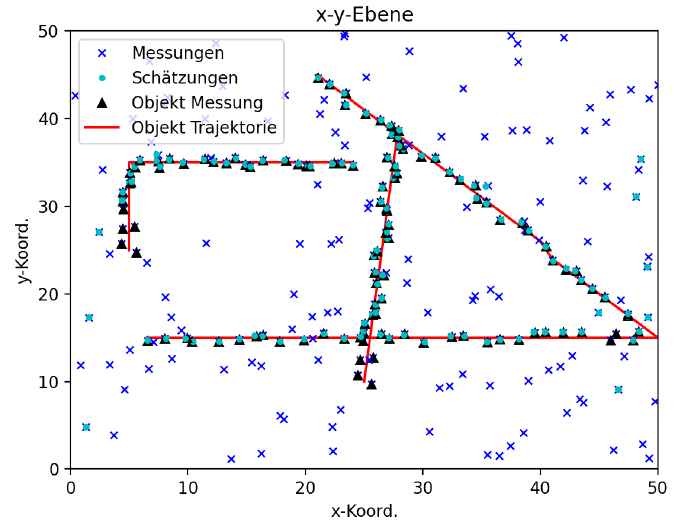 x-y-Ebene
Messungen
Schätzungen
Objekt Messung
Objekt Trajektorie
y-Koord.
50
40
30
20
10
0
0 10 20 30 40 50
x-Koord.